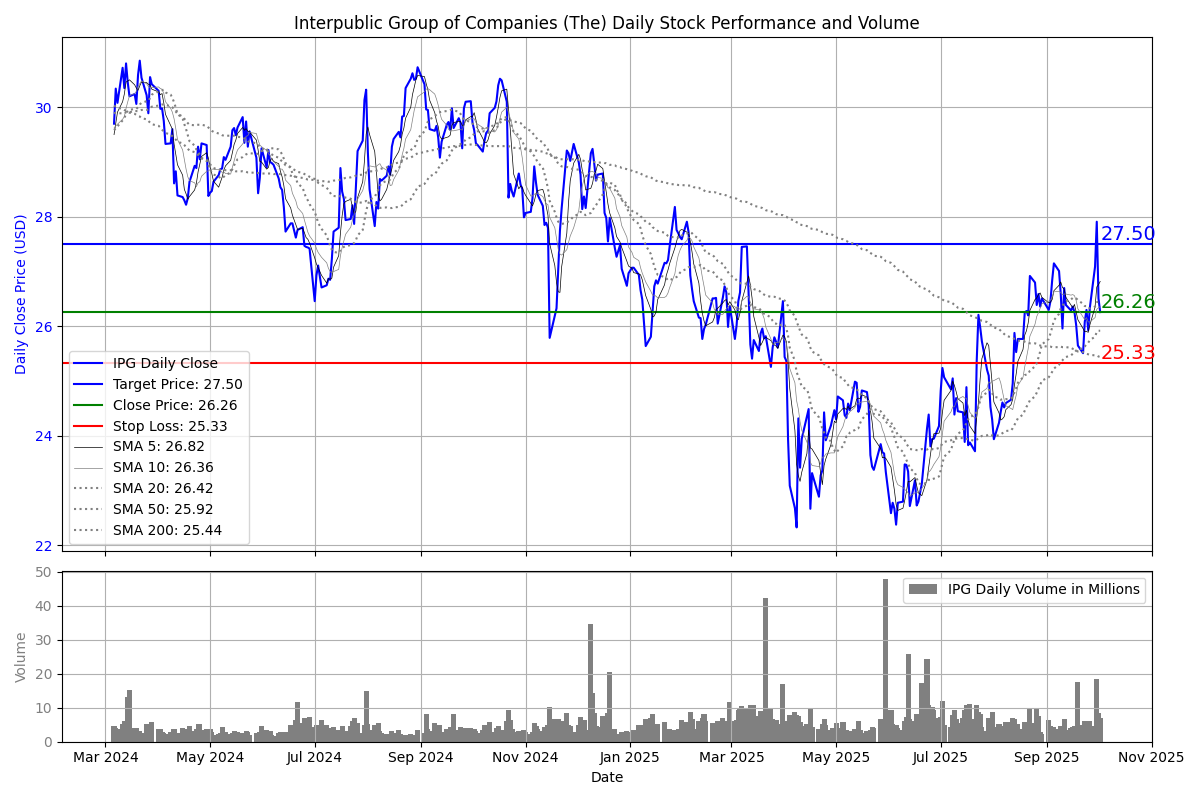 Interpublic Group of Companies (The) Daily Stock Performance and Volume
Daily Close Price (USD)
30
28
26
24
22
27.50
26.26
25.33
IPG Daily Close
Target Price: 27.50
Close Price: 26.26
Stop Loss: 25.33
SMA 5: 26.82
SMA 10: 26.36
SMA 20: 26.42
SMA 50: 25.92
SMA 200: 25.44
Volume
50
40
30
20
10
0
IPG Daily Volume in Millions
Mar 2024 May 2024 Jul 2024 Sep 2024 Nov 2024 Jan 2025 Mar 2025 May 2025 Jul 2025 Sep 2025 Nov 2025
Date